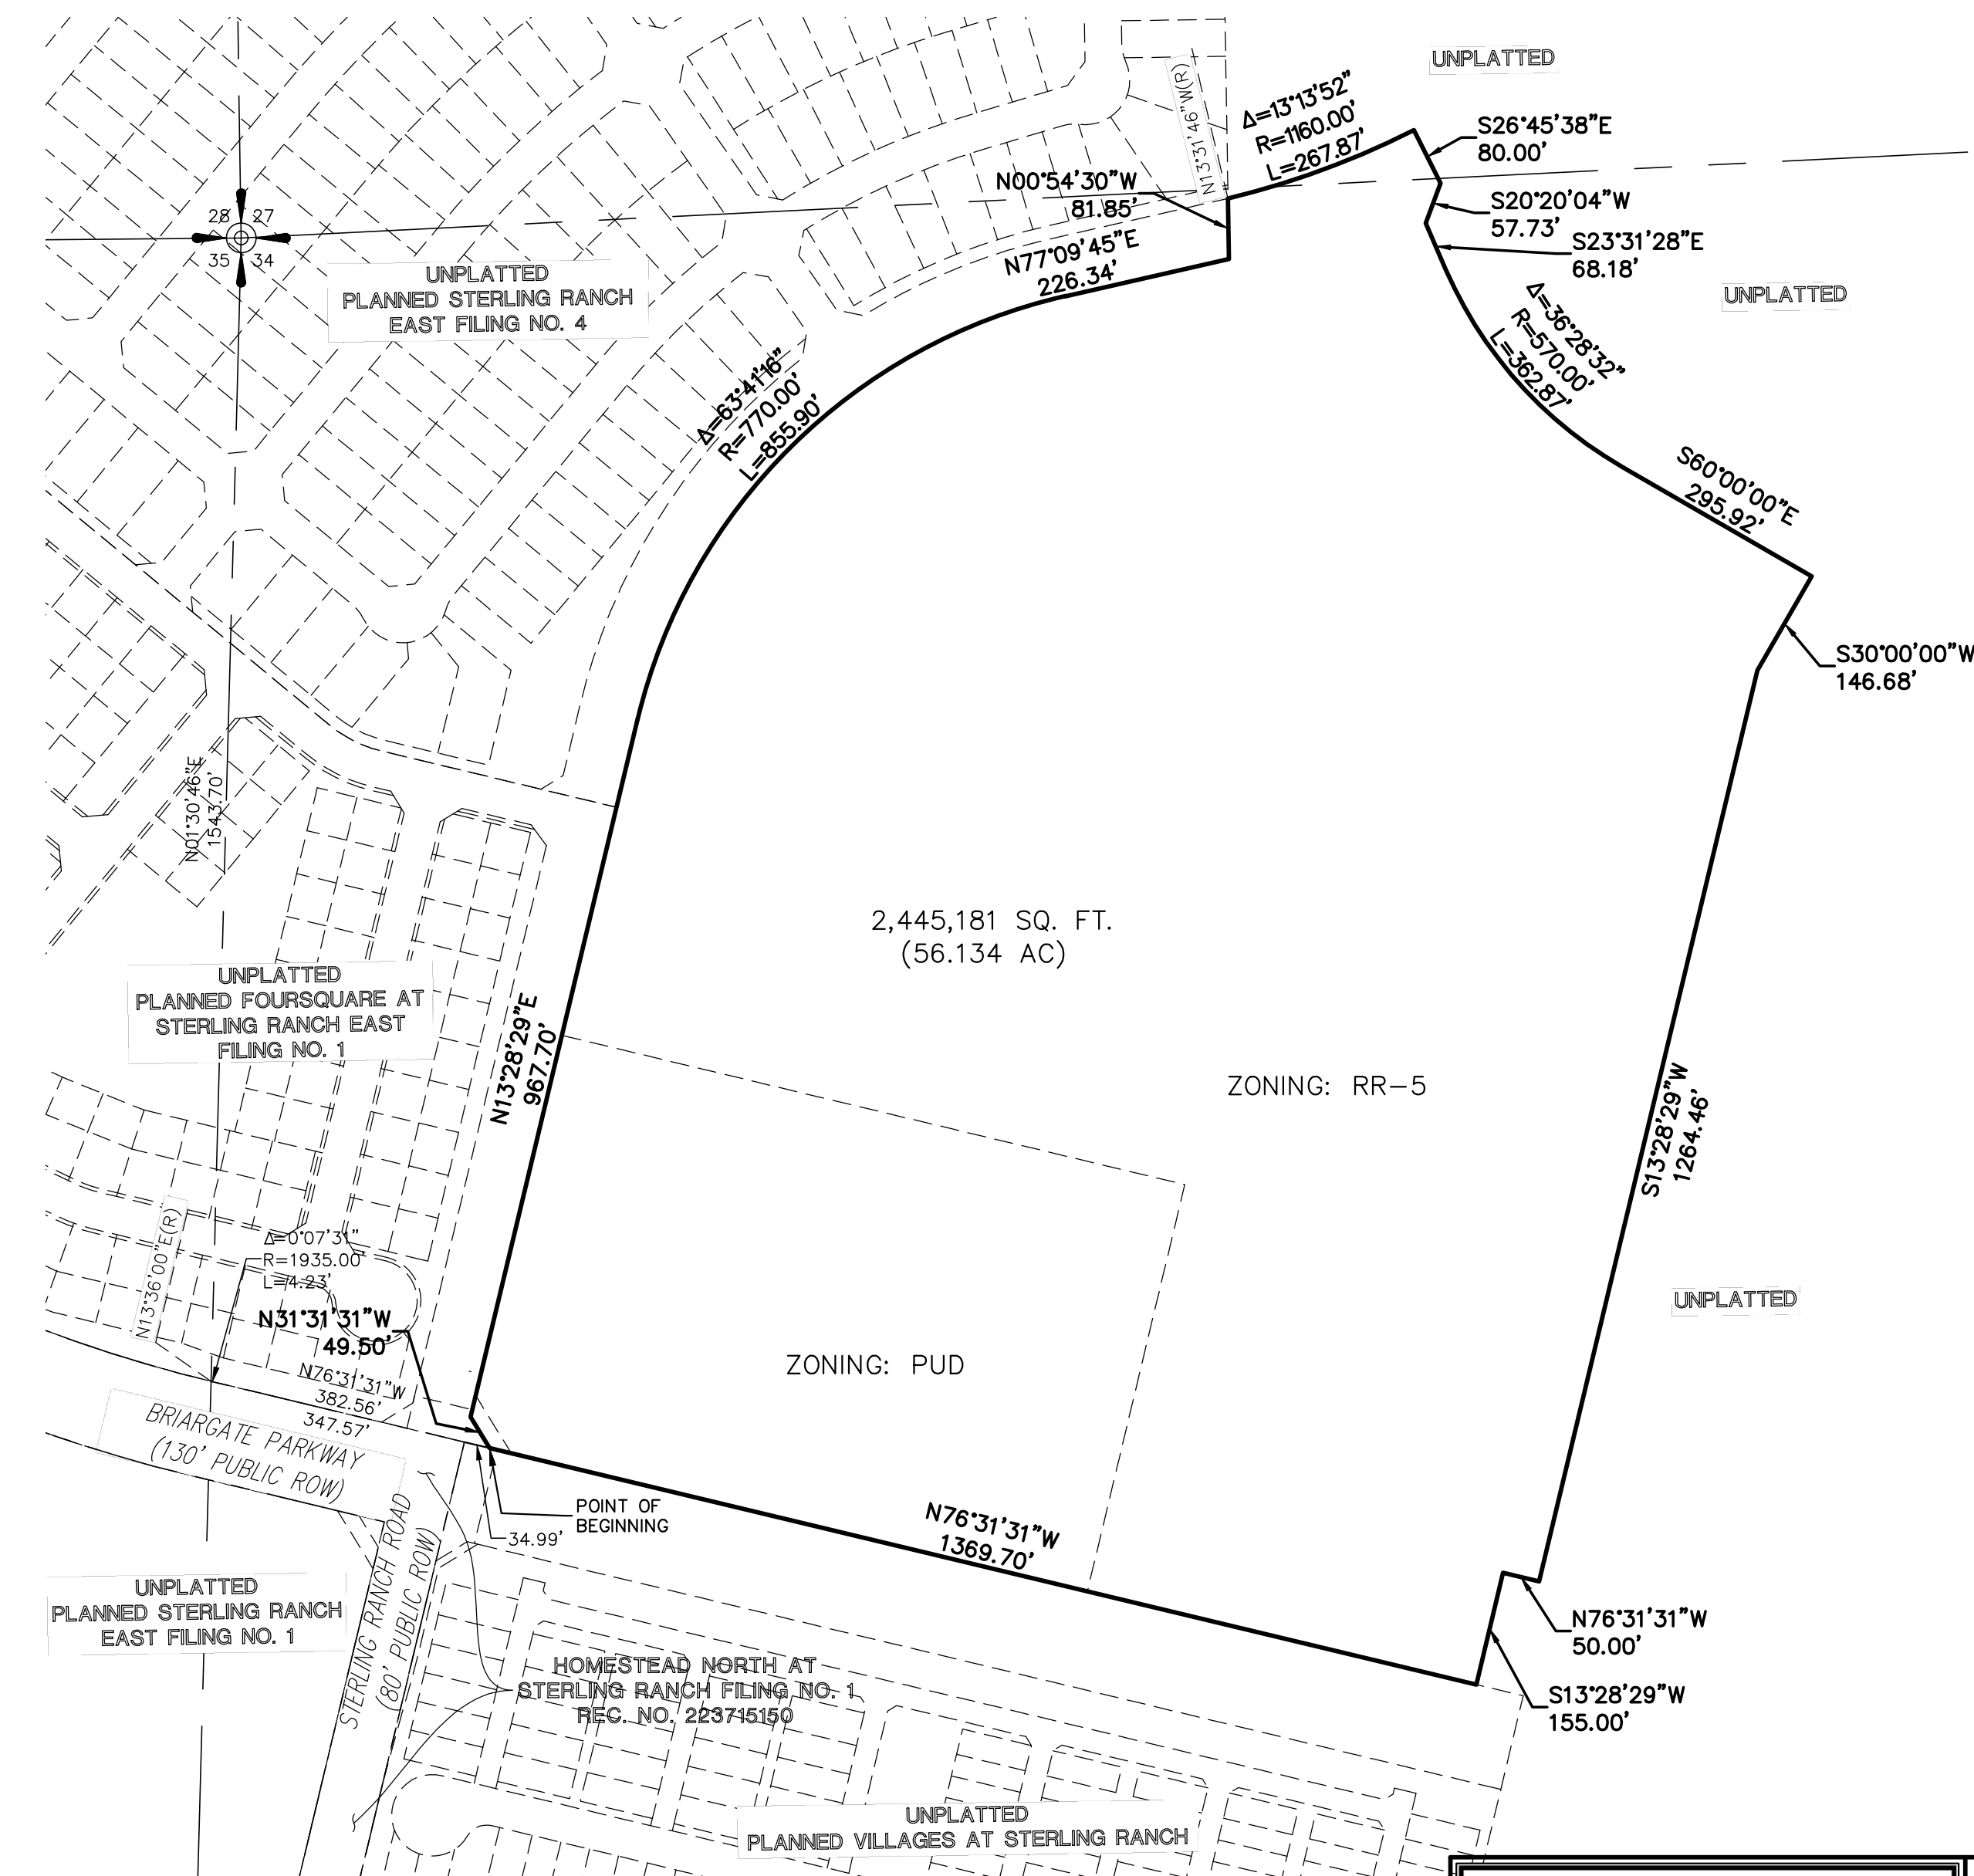 UNPLATTED
N13°31'46"W(R)
Δ=13°13'52"
R=1160.00'
L=267.87'
S26°45'38"E
80.00'
N00°54'30"W
81.85'
S20°20'04"W
57.73'
S23°31'28"E
68.18'
28
27
35
34
UNPLATTED
PLANNED STERLING RANCH
EAST FILING NO. 4
N77°09'45"E
226.34'
UNPLATTED
Δ=36°28'32"
R=570.00'
L=362.87'
Δ=63°41'16"
R=770.00'
L=855.90'
S60°00'00"E
295.92'
S30°00'00"W
146.68'
N01°30'46"E
1543.70'
2,445,181 SQ. FT.
(56.134 AC)
UNPLATTED
PLANNED FOURSQUARE AT
STERLING RANCH EAST
FILING NO. 1
N13°28'29"E
967.70'
ZONING: RR-5
S13°28'29"W
1264.46'
N13°36'00"E(R)
Δ=0°07'31"
R=1935.00'
L=4.23'
N31°31'31"W
49.50'
UNPLATTED
ZONING: PUD
N76°31'31"W
382.56'
347.57'
BRIARGATE PARKWAY
(130' PUBLIC ROW)
POINT OF
BEGINNING
34.99'
N76°31'31"W
1369.70'
STERLING RANCH ROAD
(80' PUBLIC ROW)
UNPLATTED
PLANNED STERLING RANCH
EAST FILING NO. 1
N76°31'31"W
50.00'
HOMESTEAD NORTH AT
STERLING RANCH FILING NO. 1
REC. NO. 223715150
S13°28'29"W
155.00'
UNPLATTED
PLANNED VILLAGES AT STERLING RANCH